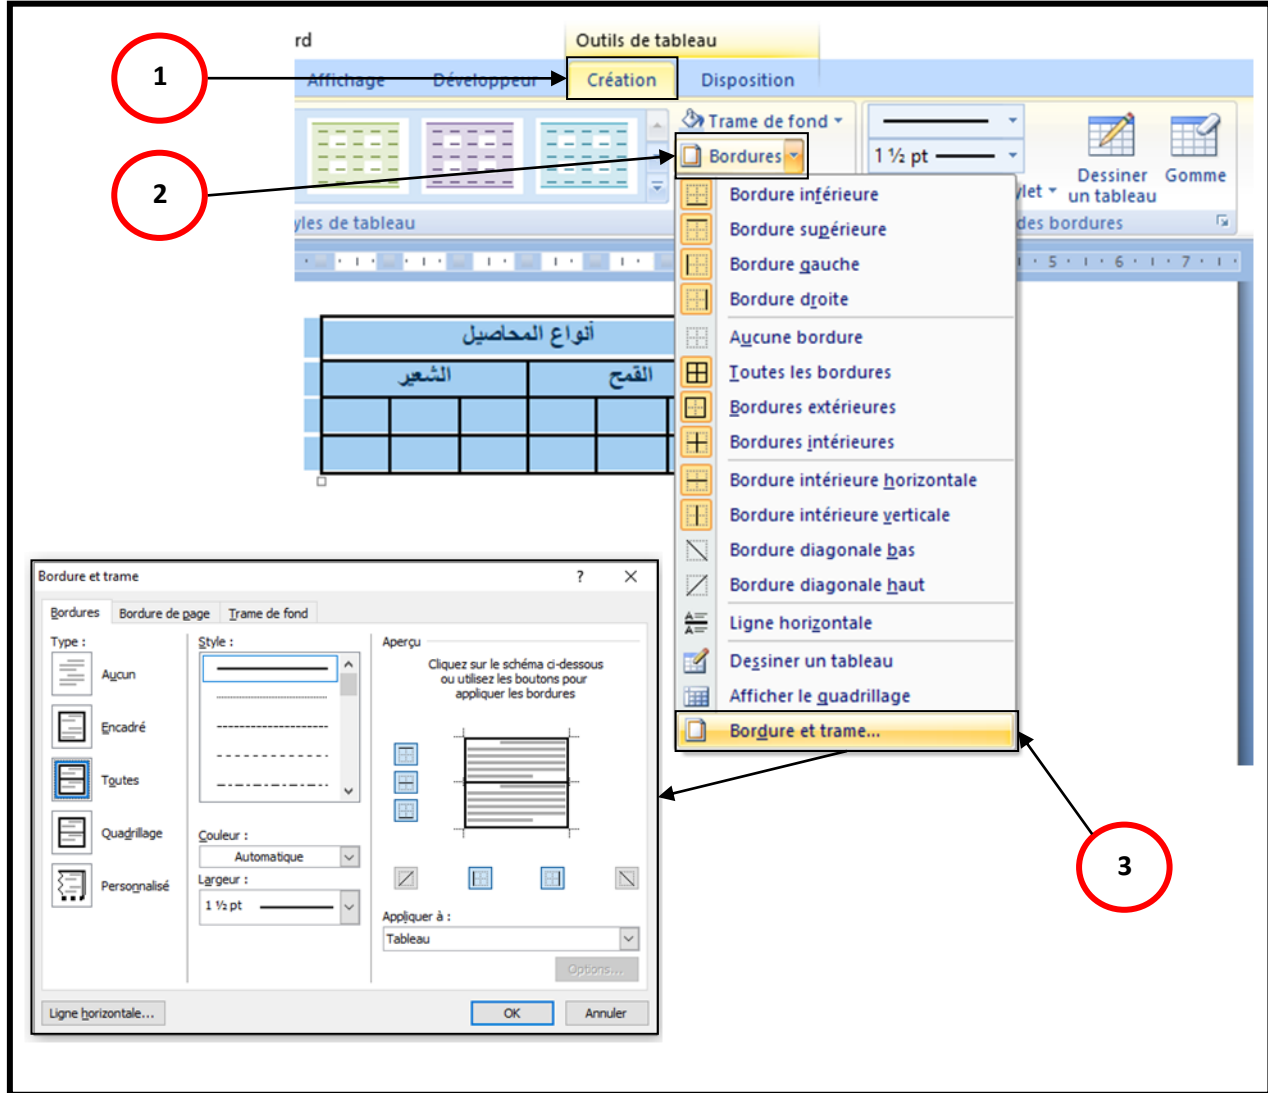 rd
Outils de tableau
1
Affichage
Développeur
Création
Disposition
Trame de fond
Bordures
1 ½ pt
Dessiner
un tableau
Gomme
2
yles de tableau
ylet
des bordures
5 6 7
Bordure inférieure
Bordure supérieure
Bordure gauche
Bordure droite
Aucune bordure
Toutes les bordures
Bordures extérieures
Bordures intérieures
Bordure intérieure horizontale
Bordure intérieure verticale
Bordure diagonale bas
Bordure diagonale haut
Ligne horizontale
Dessiner un tableau
Afficher le quadrillage
Bordure et trame...
3
أنواع المحاصيل
القمح
الشعير
Bordure et trame
? X
Bordures
Bordure de page
Trame de fond
Type :
Aucun
Encadré
Toutes
Quadrillage
Personnalisé
Style :
Couleur :
Automatique
Largeur :
1 ½ pt
Aperçu
Cliquez sur le schéma ci-dessous
ou utilisez les boutons pour
appliquer les bordures
Appliquer à :
Tableau
Options...
Ligne horizontale...
OK
Annuler